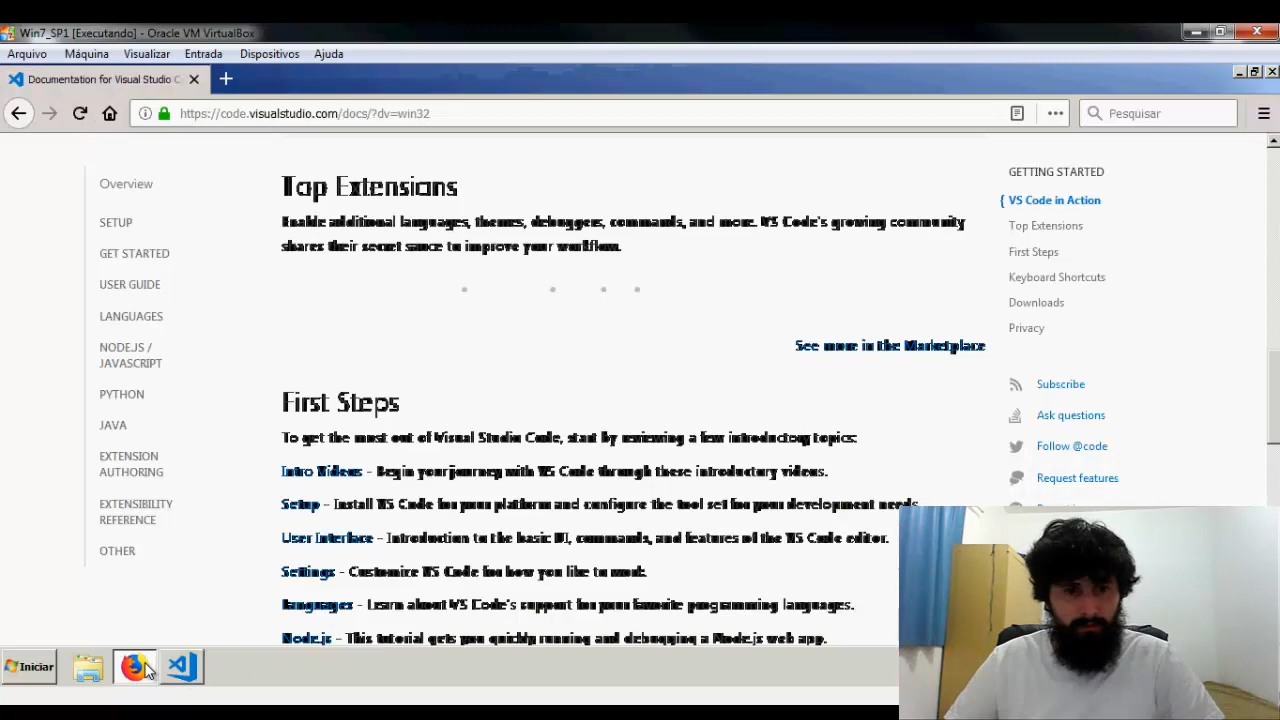 Win7_SP1 [Executando] - Oracle VM VirtualBox
Arquivo Máquina Visualizar Entrada Dispositivos Ajuda
Documentation for Visual Studio C
https://code.visualstudio.com/docs/?dv=win32
Pesquisar
Overview
SETUP
GET STARTED
USER GUIDE
LANGUAGES
NODE.JS /
JAVASCRIPT
PYTHON
JAVA
EXTENSION
AUTHORING
EXTENSIBILITY
REFERENCE
OTHER
Top Extensions
Enable additional languages, themes, debuggers, commands, and more. VS Code's growing community
shares their secret sauce to improve your workflow.
See more in the Marketplace
First Steps
To get the most out of Visual Studio Code, start by reviewing a few introductory topics:
Intro Videos - Begin your journey with VS Code through these introductory videos.
Setup - Install VS Code for your platform and configure the tool set for your development needs.
User Interface - Introduction to the basic UI, commands, and features of the VS Code editor.
Settings - Customize VS Code for how you like to work.
Languages - Learn about VS Code's support for your favorite programming languages.
Node.js - This tutorial gets you quickly running and debugging a Node.js web app.
GETTING STARTED
VS Code in Action
Top Extensions
First Steps
Keyboard Shortcuts
Downloads
Privacy
Subscribe
Ask questions
Follow @code
Request features
Iniciar